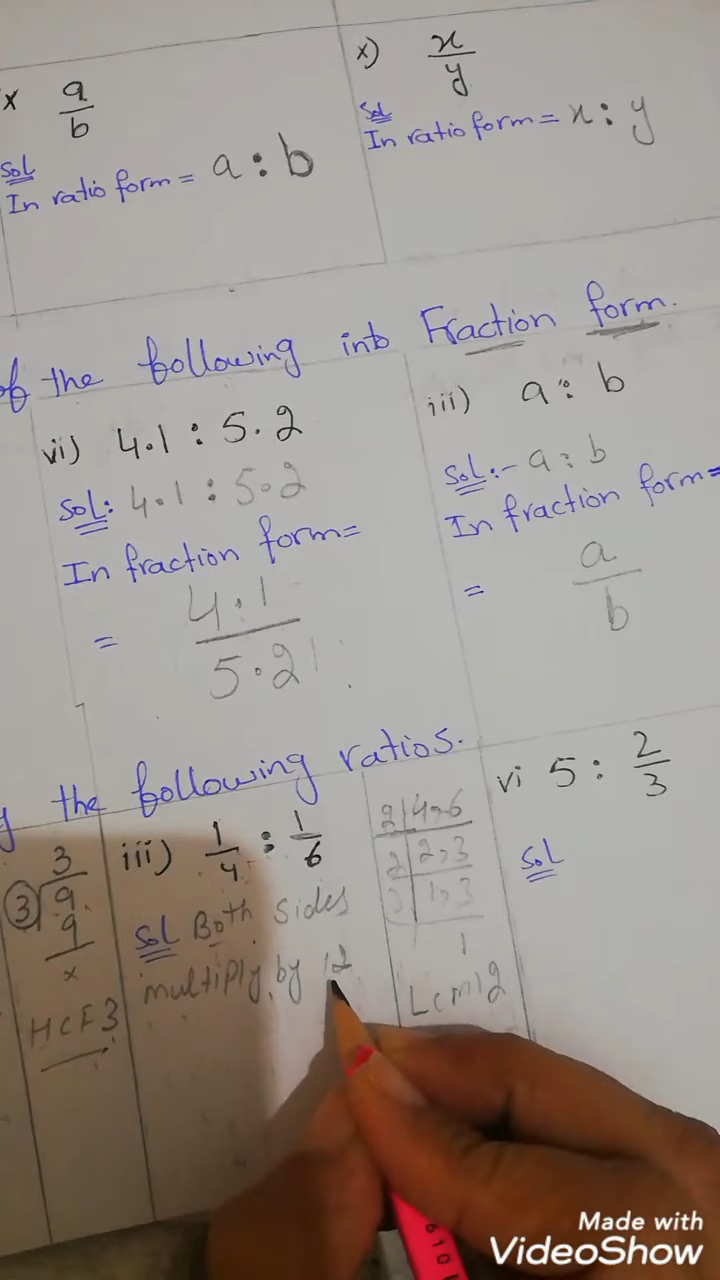 x a/b
x) x/y
Sol
In ratio form = a : b
Sol
In ratio form = x : y
of the following into Fraction form.
vi) 4.1 : 5.2
Sol: 4.1 : 5.2
In fraction form =
= 4.1/5.2
iii) a : b
Sol:- a : b
In fraction form =
= a/b
the following ratios.
3
3 9
9
x
HCF 3
iii) 1/4 : 1/6
Sol Both sides
multiply by 12
2 4, 6
2 2, 3
3 1, 3
1
Lcm 12
vi 5 : 2/3
Sol
610
Made with
VideoShow